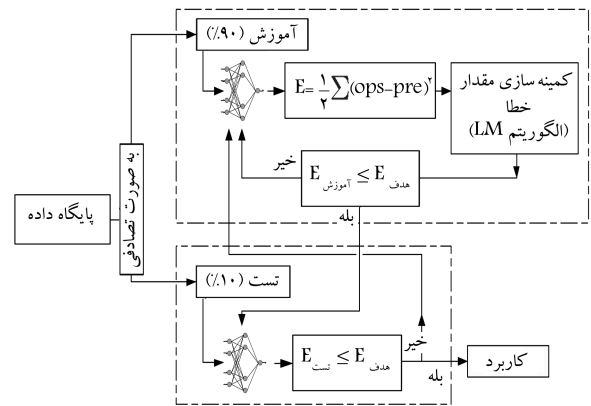 آموزش (۹۰٪)
E= ۱/۲ ∑(ops-pre)۲
کمینه سازی مقدار
خطا
(الگوریتم LM)
خیر
E آموزش ≤ E هدف
بله
پایگاه داده
به صورت تصادفی
تست (۱۰٪)
E تست ≤ E هدف
خیر
بله
کاربرد